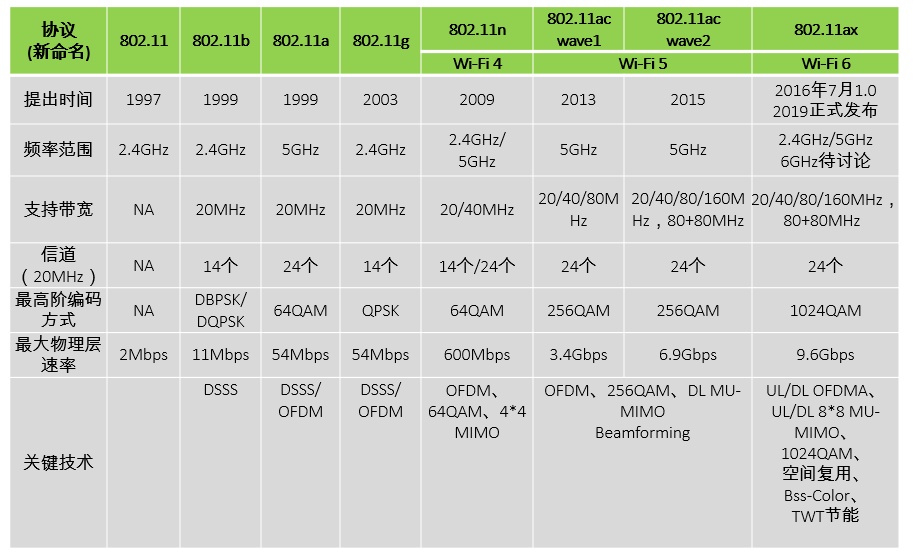 协议
(新命名)
802.11
802.11b
802.11a
802.11g
802.11n
802.11ac
wave1
802.11ac
wave2
802.11ax
Wi-Fi 4
Wi-Fi 5
Wi-Fi 6
提出时间
1997
1999
1999
2003
2009
2013
2015
2016年7月1.0
2019正式发布
频率范围
2.4GHz
2.4GHz
5GHz
2.4GHz
2.4GHz/
5GHz
5GHz
5GHz
2.4GHz/5GHz
6GHz待讨论
支持带宽
NA
20MHz
20MHz
20MHz
20/40MHz
20/40/80M
Hz
20/40/80/160M
Hz，80+80MHz
20/40/80/160MHz，
80+80MHz
信道
（20MHz）
NA
14个
24个
14个
14个/24个
24个
24个
24个
最高阶编码
方式
NA
DBPSK/
DQPSK
64QAM
QPSK
64QAM
256QAM
256QAM
1024QAM
最大物理层
速率
2Mbps
11Mbps
54Mbps
54Mbps
600Mbps
3.4Gbps
6.9Gbps
9.6Gbps
关键技术
DSSS
DSSS/
OFDM
DSSS/
OFDM
OFDM、
64QAM、4*4
MIMO
OFDM、256QAM、DL MU-
MIMO
Beamforming
UL/DL OFDMA、
UL/DL 8*8 MU-
MIMO、
1024QAM、
空间复用、
Bss-Color、
TWT节能